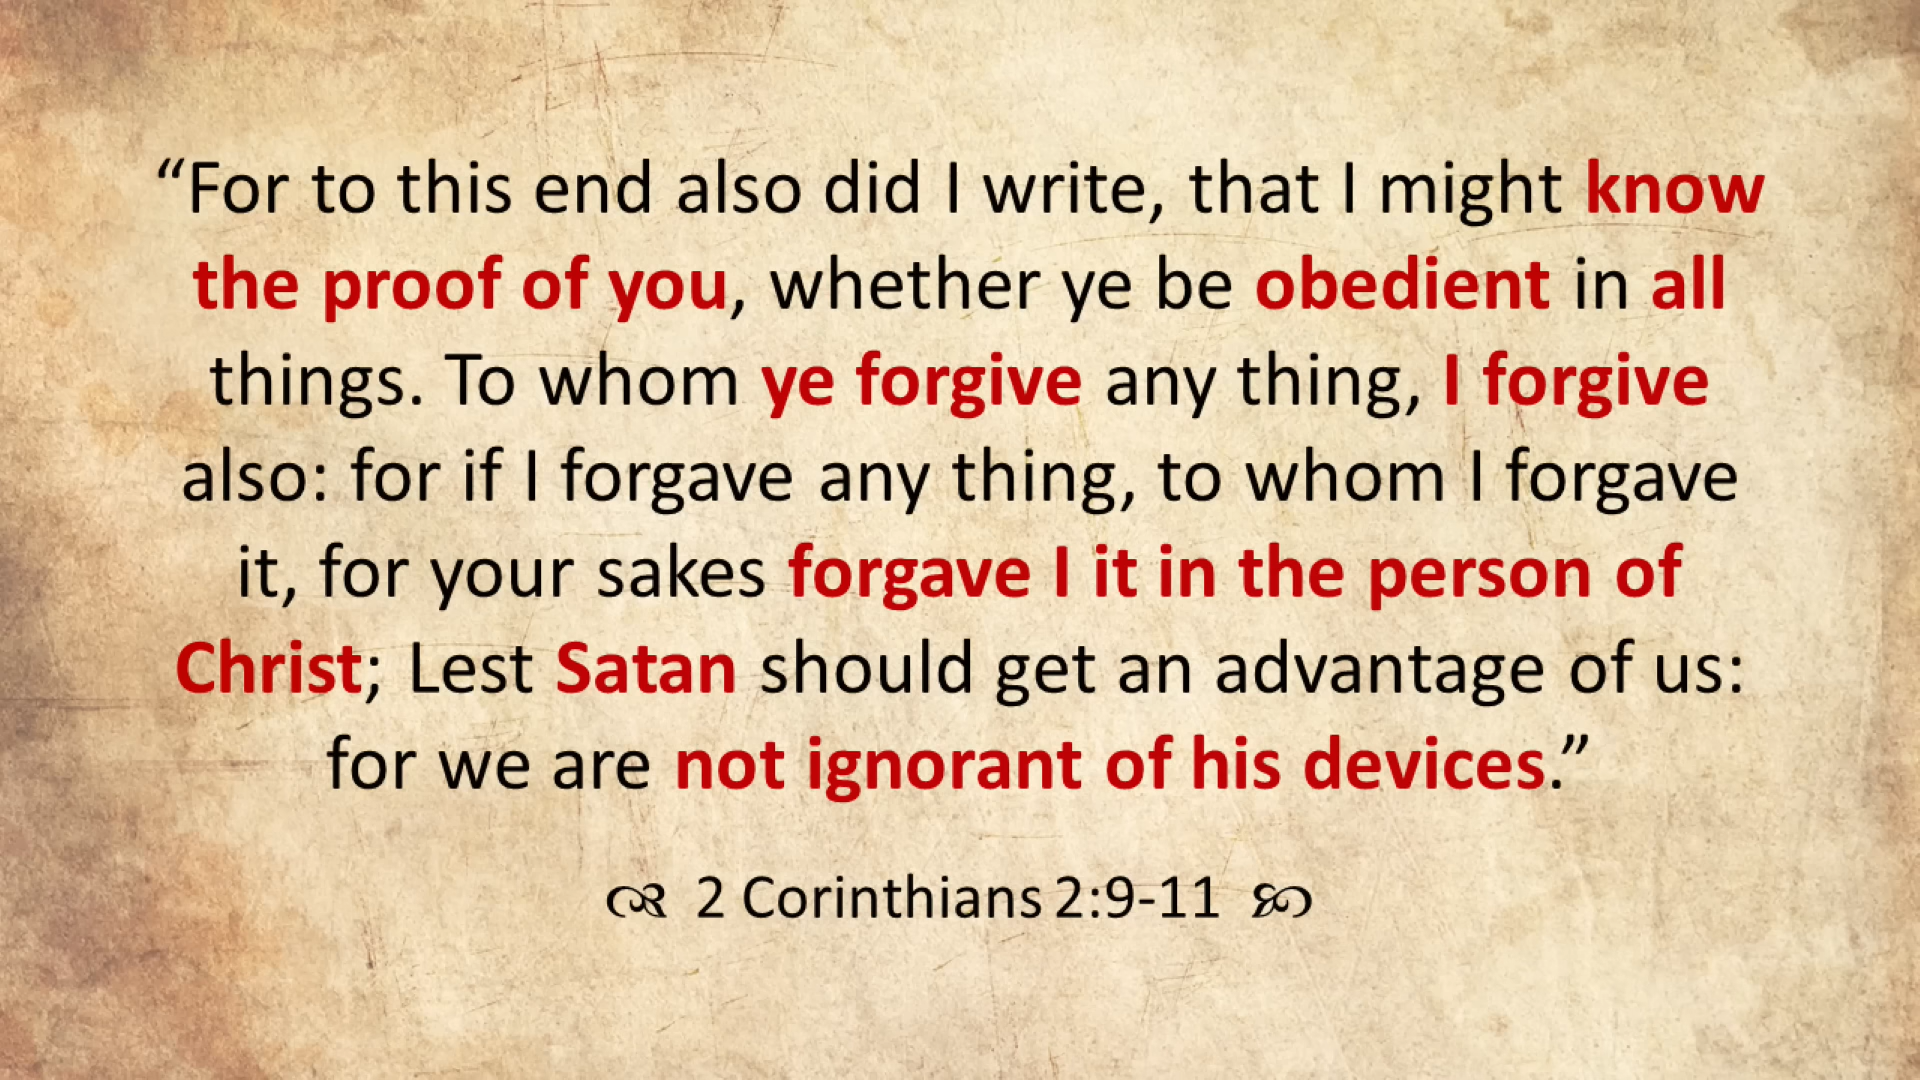 “For to this end also did I write, that I might know
the proof of you, whether ye be obedient in all
things. To whom ye forgive any thing, I forgive
also: for if I forgave any thing, to whom I forgave
it, for your sakes forgave I it in the person of
Christ; Lest Satan should get an advantage of us:
for we are not ignorant of his devices.”
2 Corinthians 2:9-11